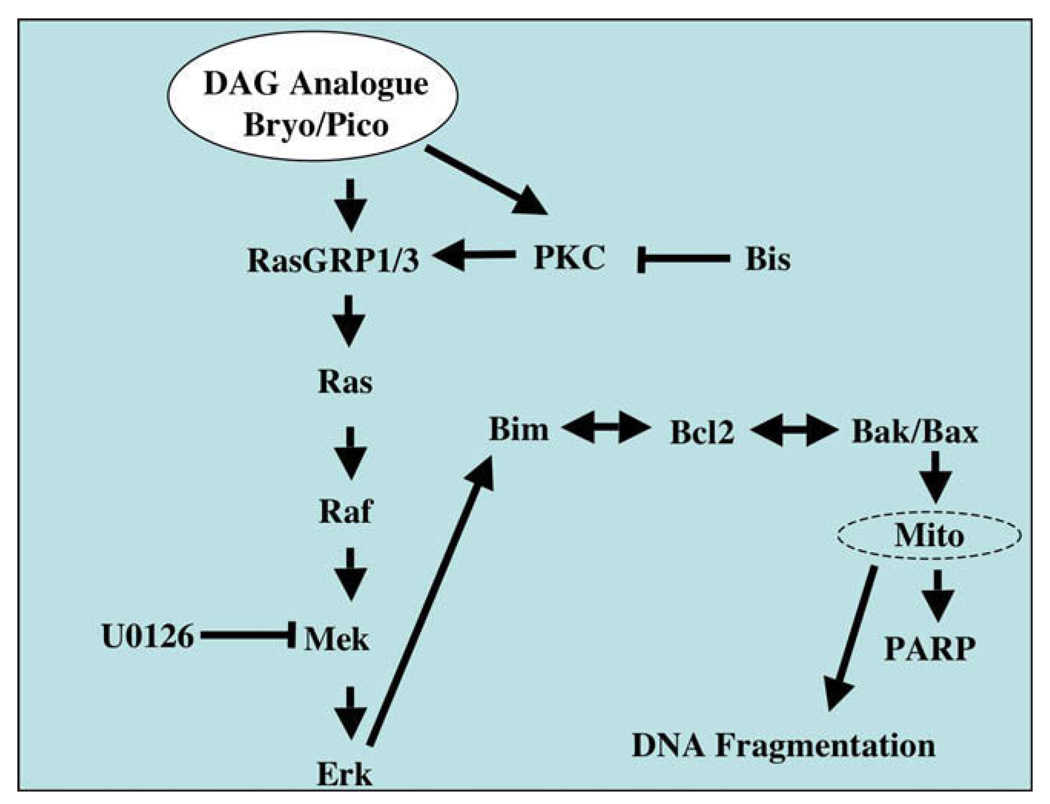 DAG Analogue
Bryo/Pico
RasGRP1/3
PKC
Bis
Ras
Bim
Bcl2
Bak/Bax
Raf
Mito
U0126
Mek
PARP
DNA Fragmentation
Erk